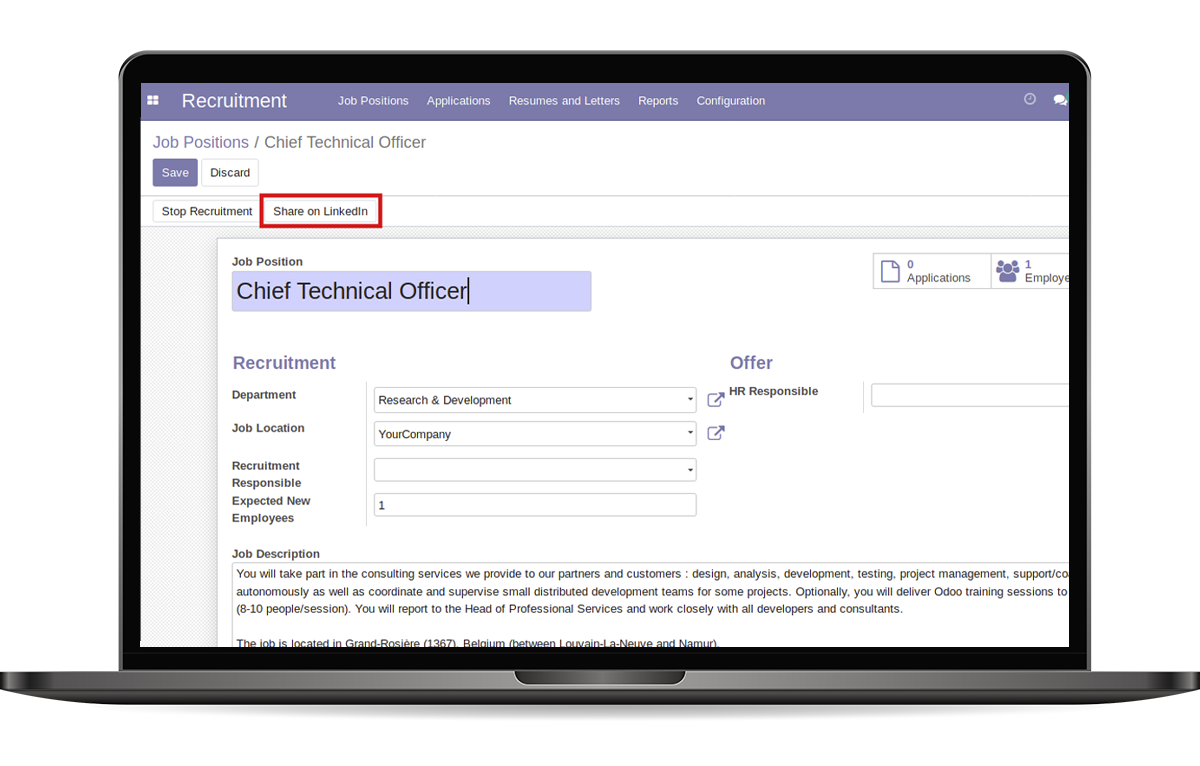 Recruitment Job Positions Applications Resumes and Letters Reports Configuration
Job Positions / Chief Technical Officer
Save Discard
Stop Recruitment Share on LinkedIn
Job Position
Chief Technical Officer
0
Applications
1
Employe
Recruitment
Department Research & Development
Job Location YourCompany
Recruitment
Responsible
Expected New
Employees
1
Offer
HR Responsible
Job Description
You will take part in the consulting services we provide to our partners and customers : design, analysis, development, testing, project management, support/coa
autonomously as well as coordinate and supervise small distributed development teams for some projects. Optionally, you will deliver Odoo training sessions to
(8-10 people/session). You will report to the Head of Professional Services and work closely with all developers and consultants.
The job is located in Grand-Rosière (1367), Belgium (between Louvain-La-Neuve and Namur).